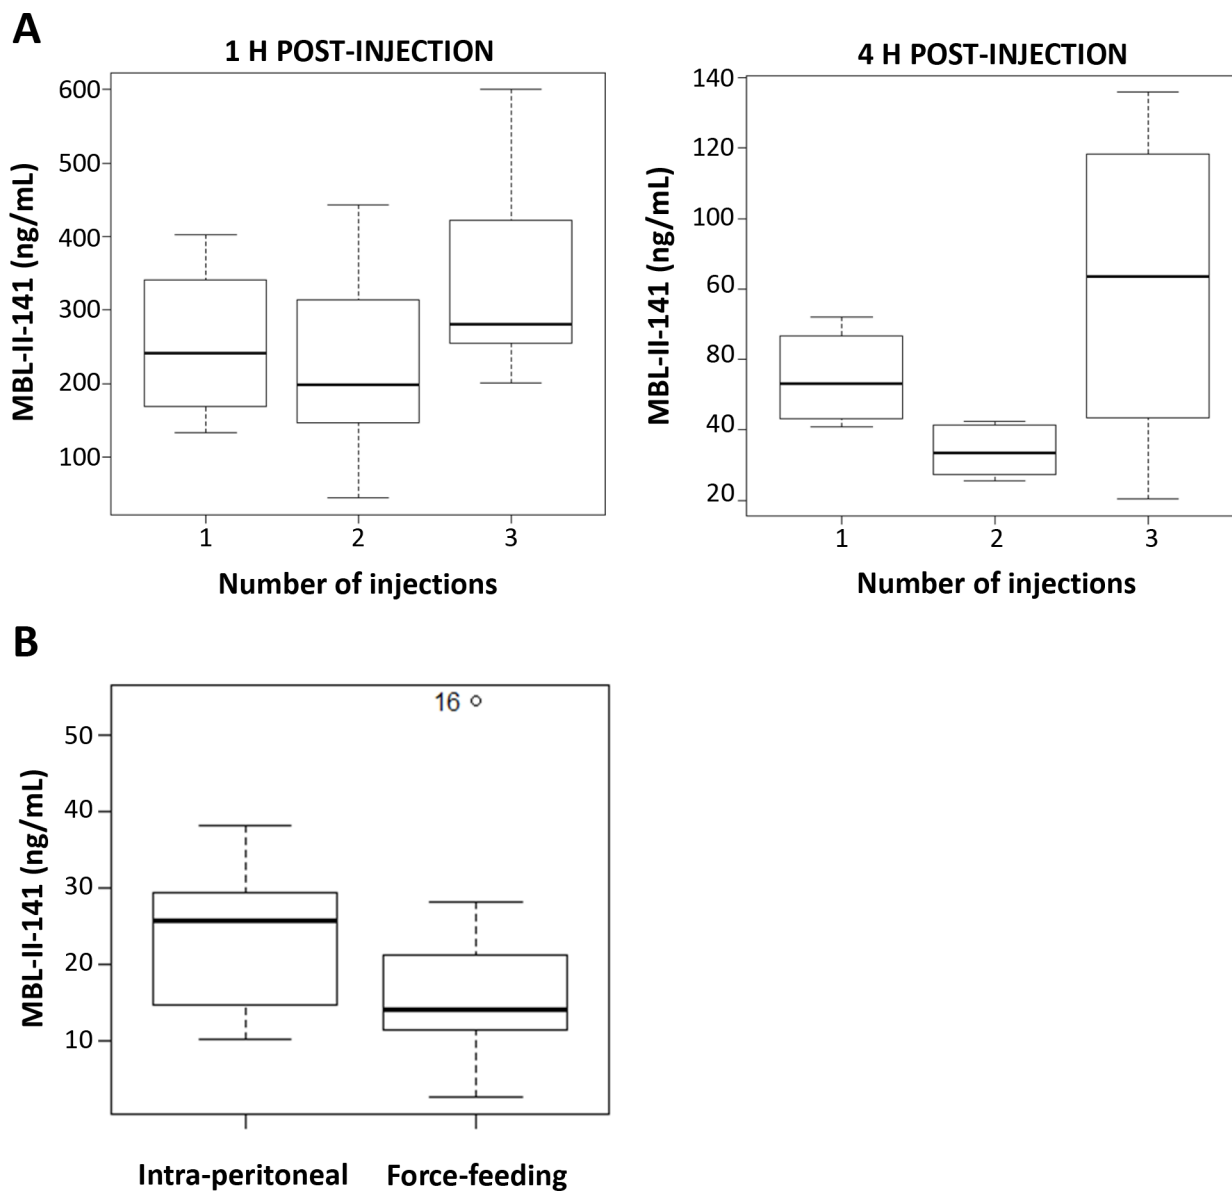 A
1 H POST-INJECTION
MBL-II-141 (ng/mL)
600
500
400
300
200
100
1 2 3
Number of injections
4 H POST-INJECTION
MBL-II-141 (ng/mL)
140
120
100
60
80
40
20
1 2 3
Number of injections
B
MBL-II-141 (ng/mL)
50
40
30
20
10
16
Intra-peritoneal Force-feeding